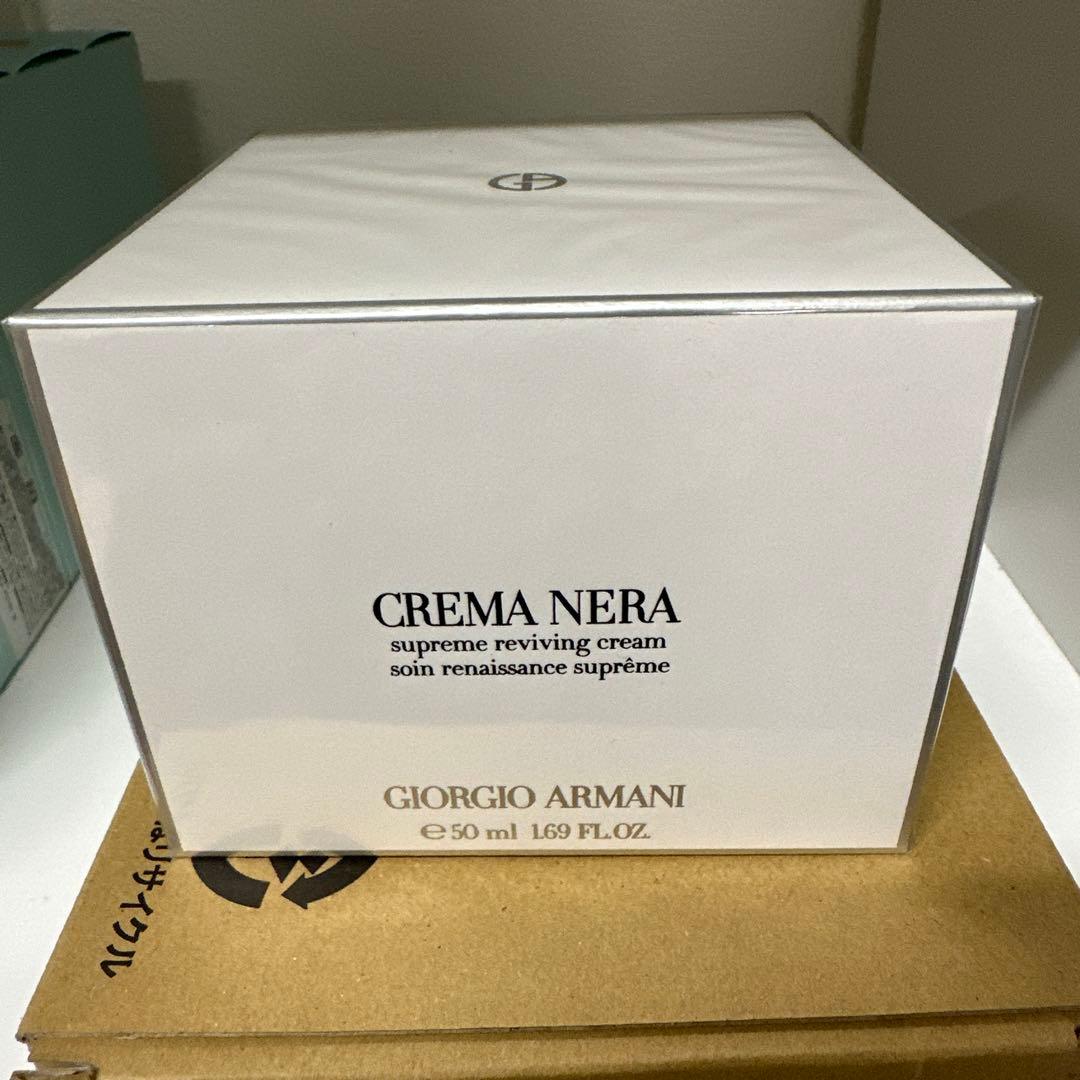 GA
CREMA NERA
supreme reviving cream
soin renaissance suprême
GIORGIO ARMANI
℮ 50 ml 1.69 FL.OZ.
リサイクル